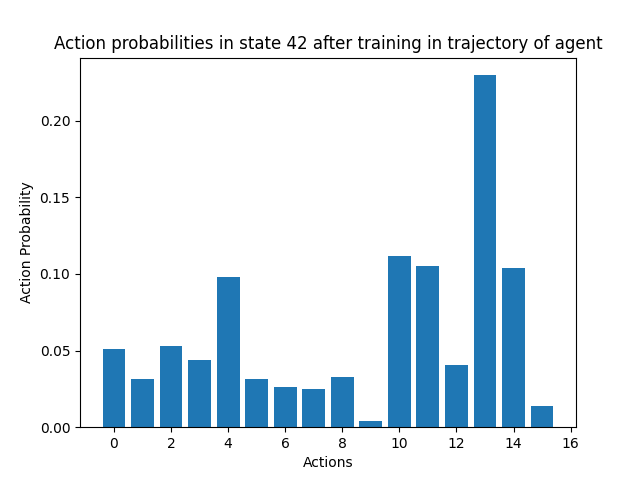 Action probabilities in state 42 after training in trajectory of agent
Action Probability
0.20
0.15
0.10
0.05
0.00
0 2 4 6 8 10 12 14 16
Actions